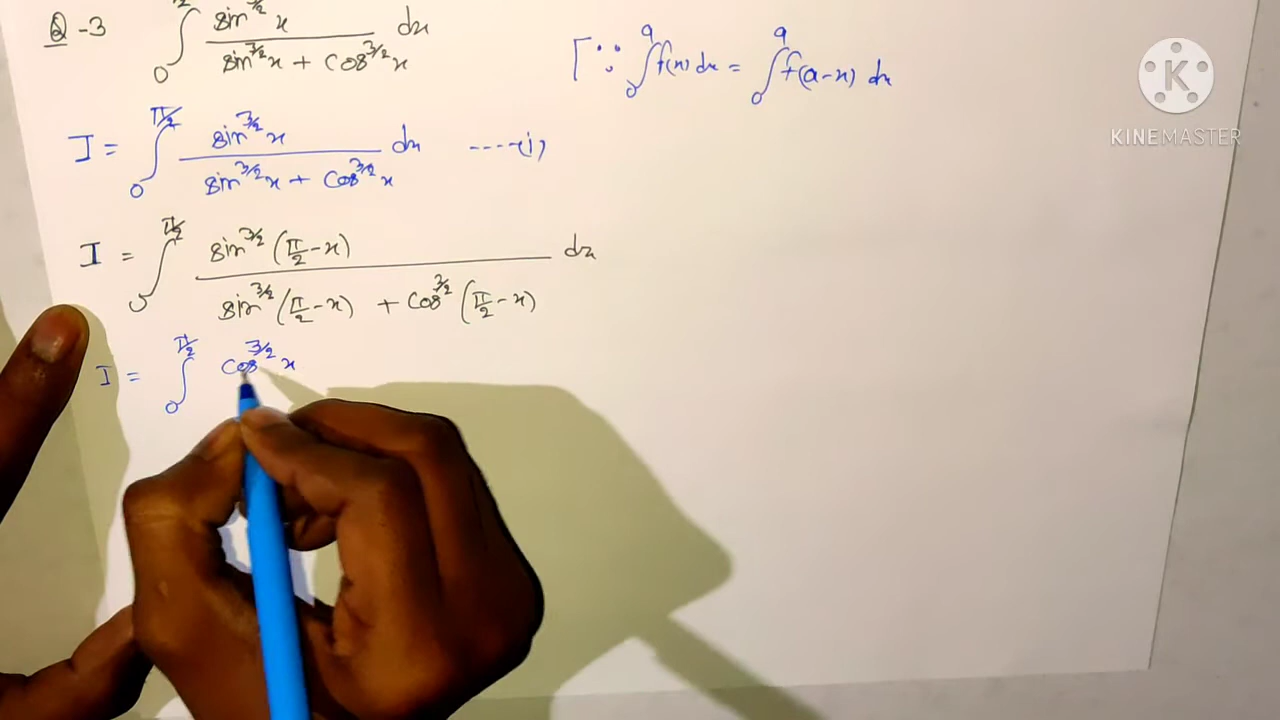 Q-3 ∫₀^π/2 sin^3/2 x / sin^3/2 x + cos^3/2 x dx
[∵ ∫₀^a f(x) dx = ∫₀^a f(a-x) dx
I = ∫₀^π/2 sin^3/2 x / sin^3/2 x + cos^3/2 x dx ----(i)
I = ∫₀^π/2 sin^3/2 (π/2 - x) / sin^3/2 (π/2 - x) + cos^3/2 (π/2 - x) dx
I = ∫₀^π/2 cos^3/2 x
K
KINEMASTER